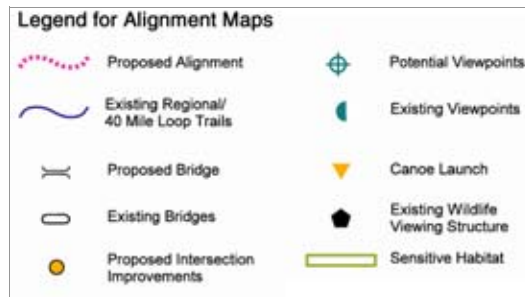 Legend for Alignment Maps
Proposed Alignment
Existing Regional/
40 Mile Loop Trails
Proposed Bridge
Existing Bridges
Proposed Intersection
Improvements
Potential Viewpoints
Existing Viewpoints
Canoe Launch
Existing Wildlife
Viewing Structure
Sensitive Habitat